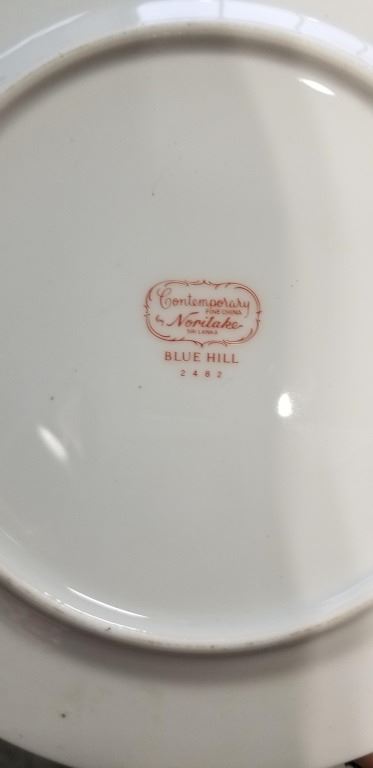 Contemporary
FINE CHINA
by Noritake
SRI LANKA
BLUE HILL
2482